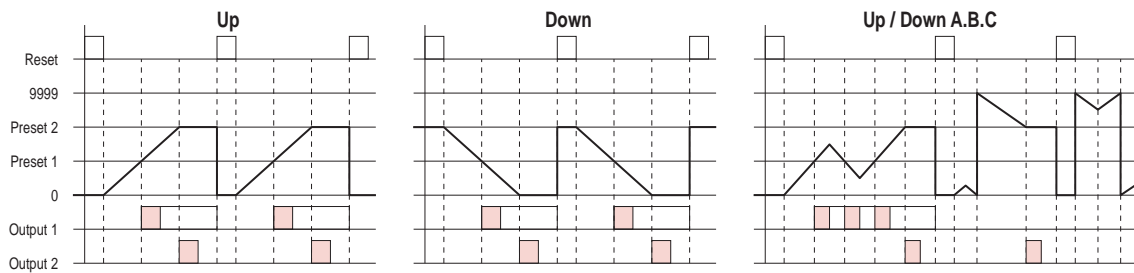 Up
Down
Up / Down A.B.C
Reset
9999
Preset 2
Preset 1
0
Output 1
Output 2